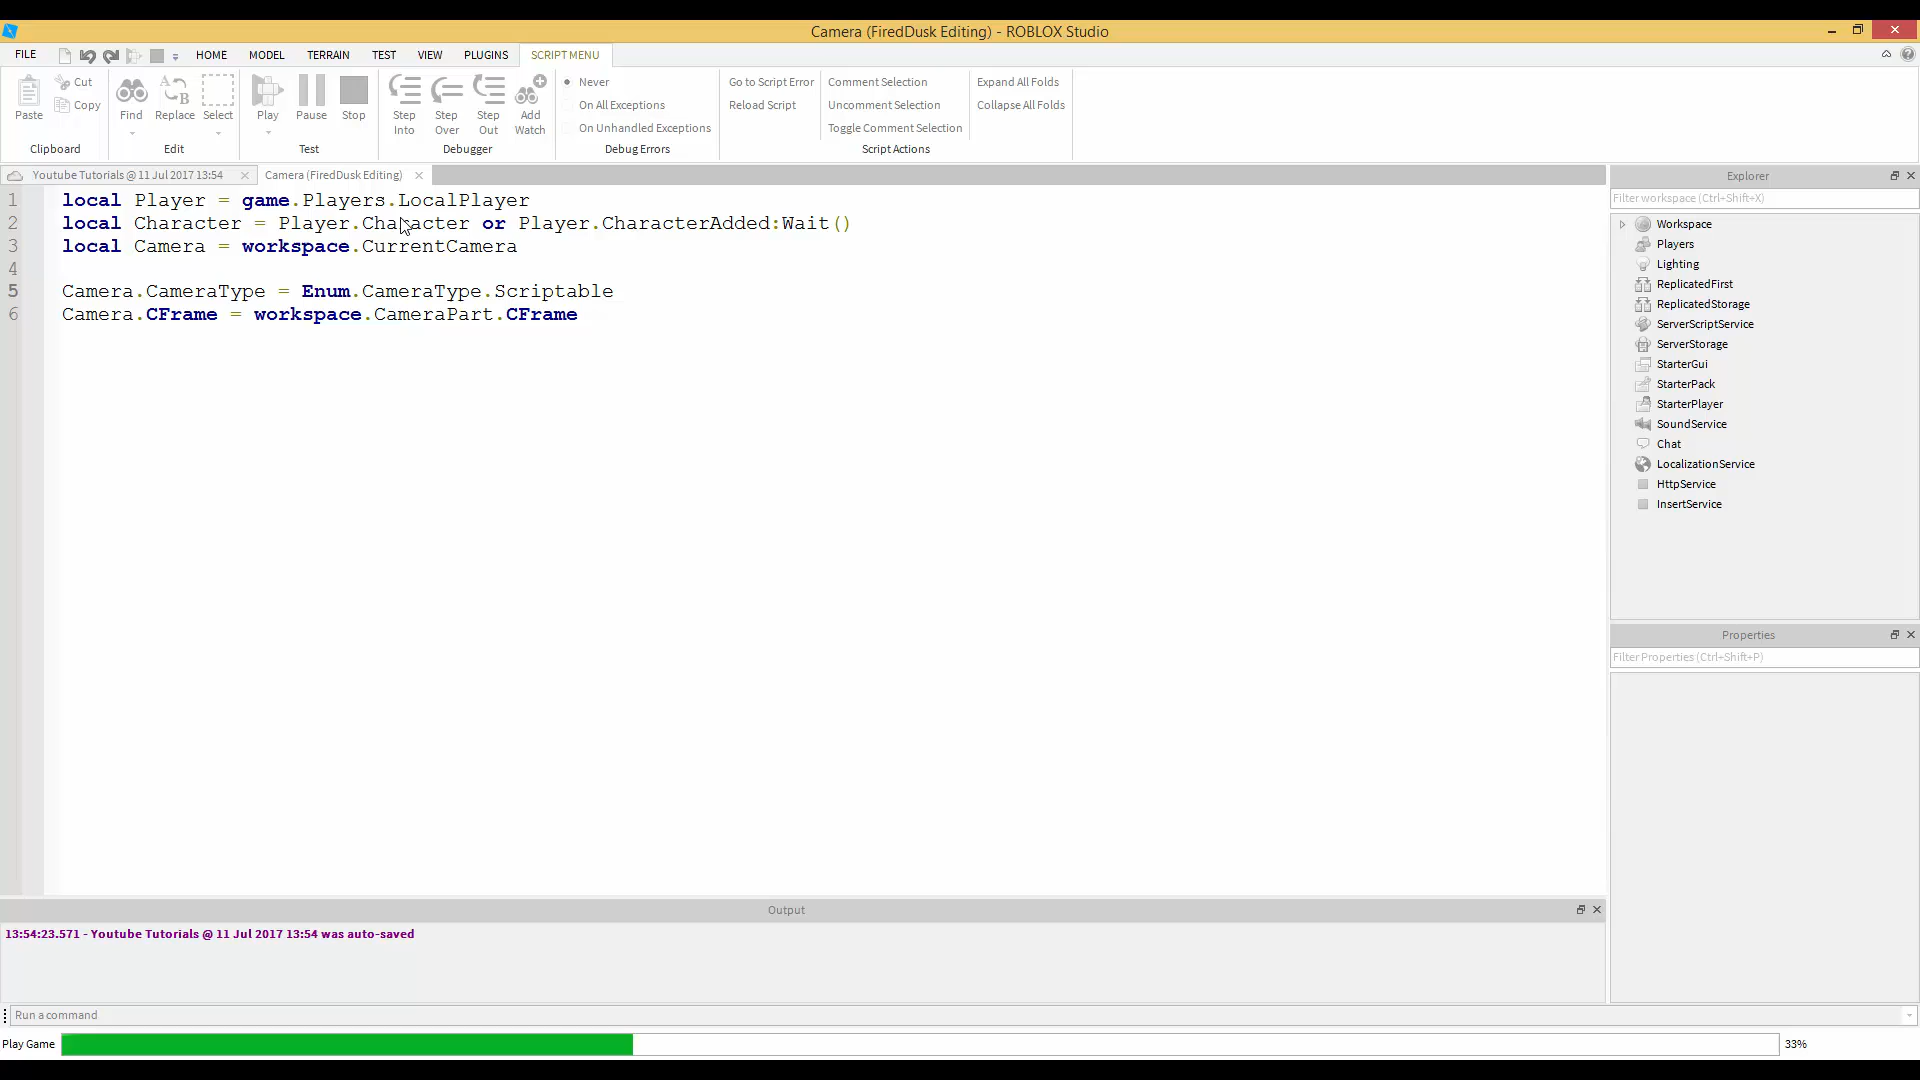 Camera (FiredDusk Editing) - ROBLOX Studio
FILE
HOME
MODEL
TERRAIN
TEST
VIEW
PLUGINS
SCRIPT MENU
Paste
Cut
Copy
Clipboard
Find
Replace
Select
Edit
Play
Pause
Stop
Test
Step Into
Step Over
Step Out
Add Watch
Debugger
Never
On All Exceptions
On Unhandled Exceptions
Debug Errors
Go to Script Error
Reload Script
Comment Selection
Uncomment Selection
Toggle Comment Selection
Script Actions
Expand All Folds
Collapse All Folds
Youtube Tutorials @ 11 Jul 2017 13:54
Camera (FiredDusk Editing)
1 local Player = game.Players.LocalPlayer
2 local Character = Player.Character or Player.CharacterAdded:Wait()
3 local Camera = workspace.CurrentCamera
4
5 Camera.CameraType = Enum.CameraType.Scriptable
6 Camera.CFrame = workspace.CameraPart.CFrame
Explorer
Filter workspace (Ctrl+Shift+X)
Workspace
Players
Lighting
ReplicatedFirst
ReplicatedStorage
ServerScriptService
ServerStorage
StarterGui
StarterPack
StarterPlayer
SoundService
Chat
LocalizationService
HttpService
InsertService
Properties
Filter Properties (Ctrl+Shift+P)
Output
13:54:23.571 - Youtube Tutorials @ 11 Jul 2017 13:54 was auto-saved
Run a command
Play Game
33%